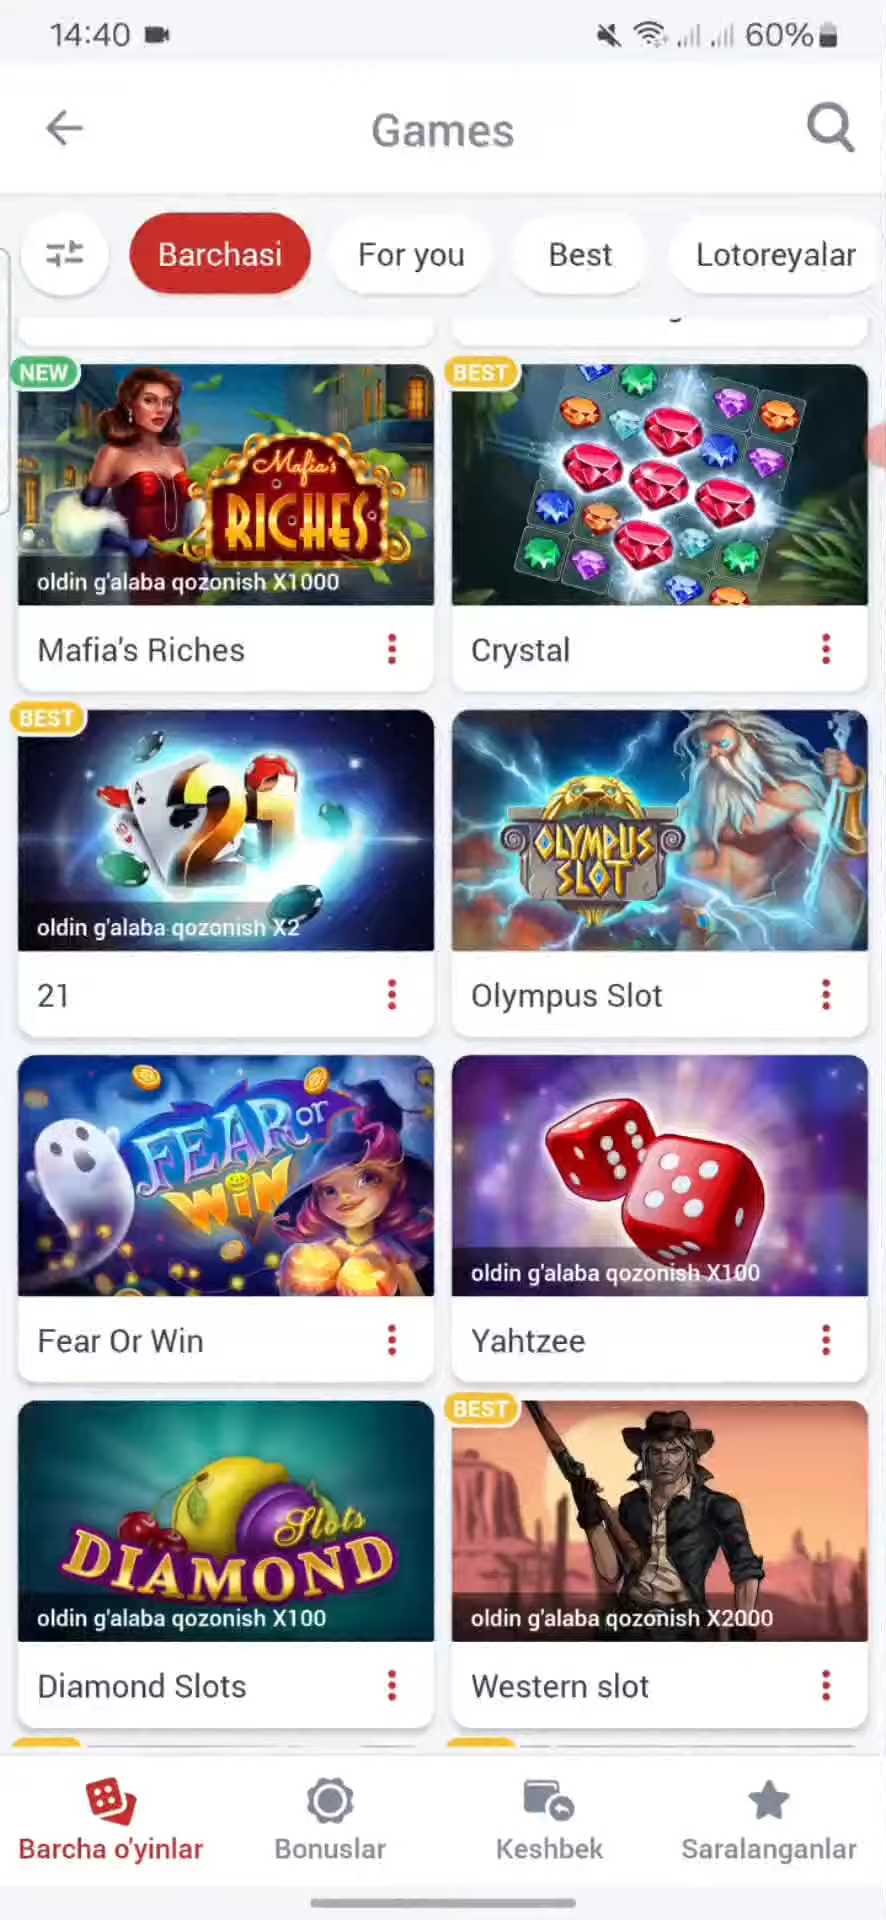 14:40
60%
Games
Barchasi
For you
Best
Lotoreyalar
NEW
Mafia's
RICHES
oldin g'alaba qozonish X1000
Mafia's Riches
BEST
Crystal
BEST
21
oldin g'alaba qozonish X2
21
OLYMPUS
SLOT
Olympus Slot
FEAR or
WIN
Fear Or Win
oldin g'alaba qozonish X100
Yahtzee
Slots
DIAMOND
oldin g'alaba qozonish X100
Diamond Slots
BEST
oldin g'alaba qozonish X2000
Western slot
Barcha o'yinlar
Bonuslar
Keshbek
Saralanganlar